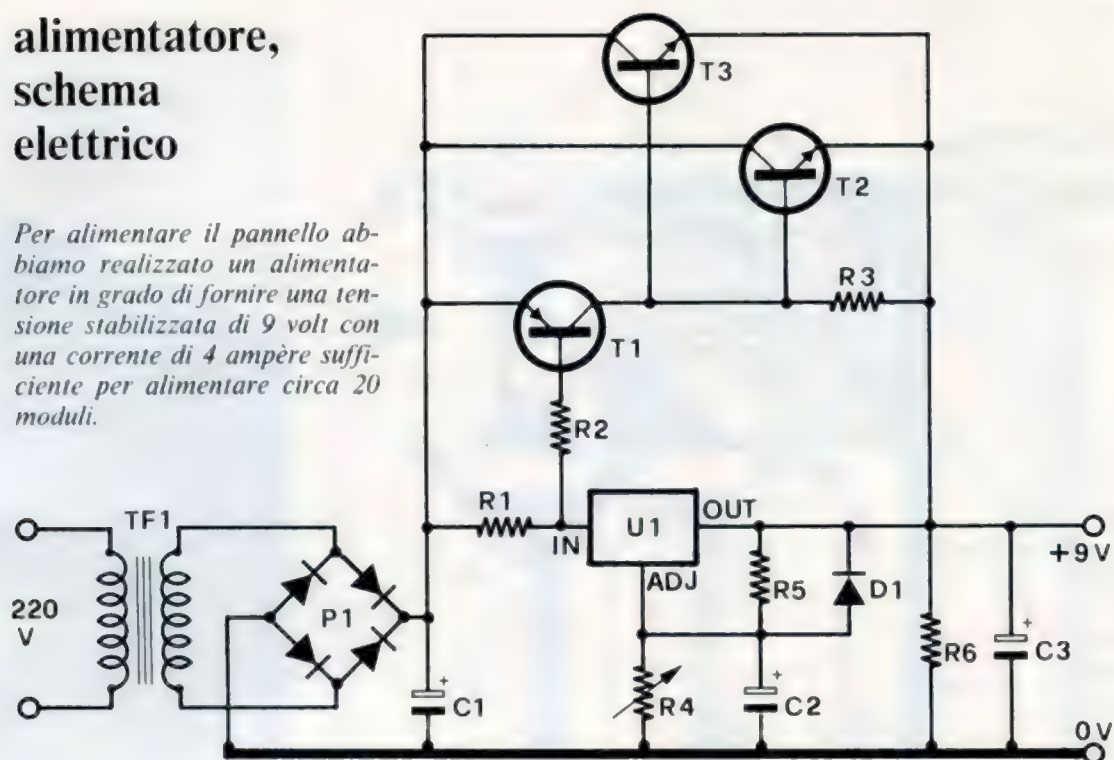 alimentatore,
schema
elettrico
Per alimentare il pannello ab-
biamo realizzato un alimenta-
tore in grado di fornire una ten-
sione stabilizzata di 9 volt con
una corrente di 4 ampère suffi-
ciente per alimentare circa 20
moduli.
T3
T2
R3
T1
R2
TF1
R1
U1
OUT
IN
ADJ
+9V
220
V
P1
R5
D1
R6
C3
C1
R4
C2
0V
+
+
+